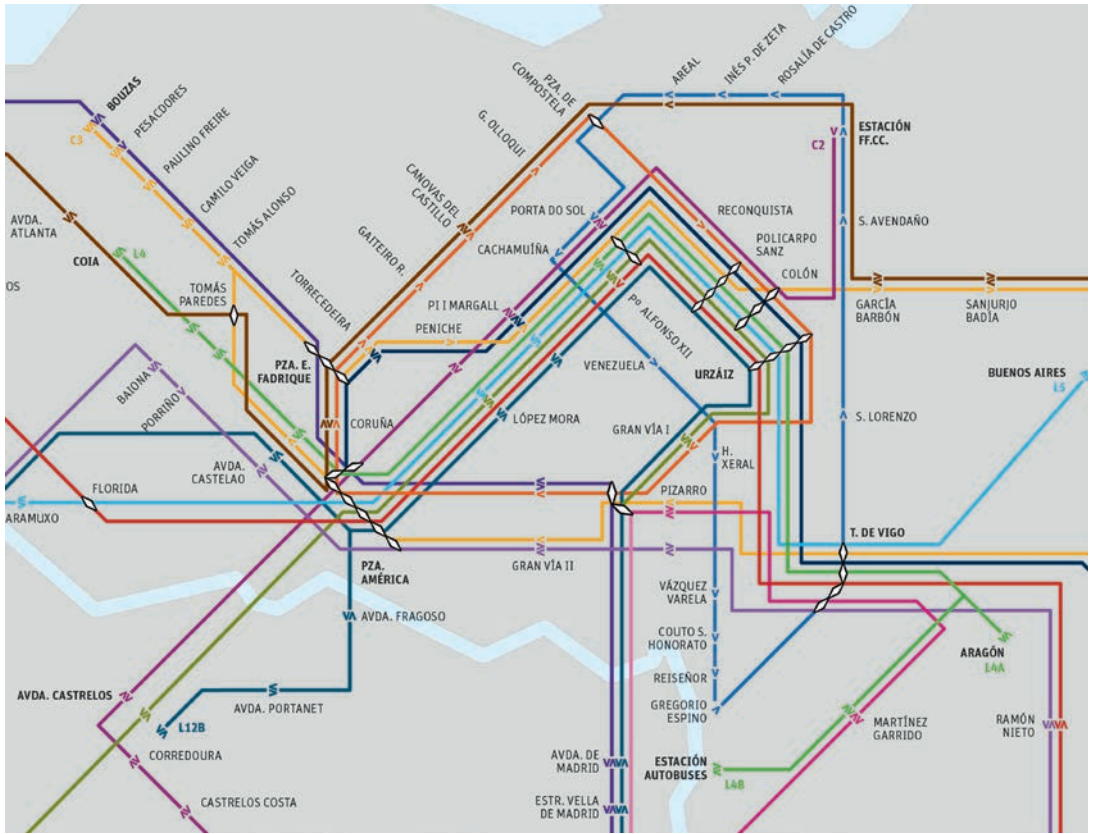 BOUZAS
PESACDORES
PAULINO FREIRE
CAMILO VEIGA
TOMÁS ALONSO
C3
PZA. DE
COMPOSTELA
G. OLLOQUI
CANOVAS DEL
CASTILLO
GAITEIRO R.
TORRECEDEIRA
AREAL
INÉS P. DE ZETA
ROSALÍA DE CASTRO
C2
ESTACIÓN
FF.CC.
AVDA.
ATLANTA
COIA
L4
OS
TOMÁS
PAREDES
PORTA DO SOL
CACHAMUÍÑA
RECONQUISTA
POLICARPO
SANZ
COLÓN
S. AVENDAÑO
PI I MARGALL
PENICHE
Pº ALFONSO XII
GARCÍA
BARBÓN
SANJURJO
BADÍA
PZA. E.
FADRIQUE
VENEZUELA
URZÁIZ
BUENOS AIRES
L5
BAIONA
PORRIÑO
CORUÑA
LÓPEZ MORA
GRAN VÍA I
S. LORENZO
AVDA.
CASTELAO
H.
XERAL
FLORIDA
PIZARRO
ARAMUXO
T. DE VIGO
PZA.
AMÉRICA
GRAN VÍA II
VÁZQUEZ
VARELA
AVDA. FRAGOSO
COUTO S.
HONORATO
ARAGÓN
L4A
REISEÑOR
AVDA. CASTRELOS
AVDA. PORTANET
L12B
GREGORIO
ESPINO
MARTÍNEZ
GARRIDO
RAMÓN
NIETO
CORREDOURA
AVDA. DE
MADRID
ESTACIÓN
AUTOBUSES
L4B
CASTRELOS COSTA
ESTR. VELLA
DE MADRID